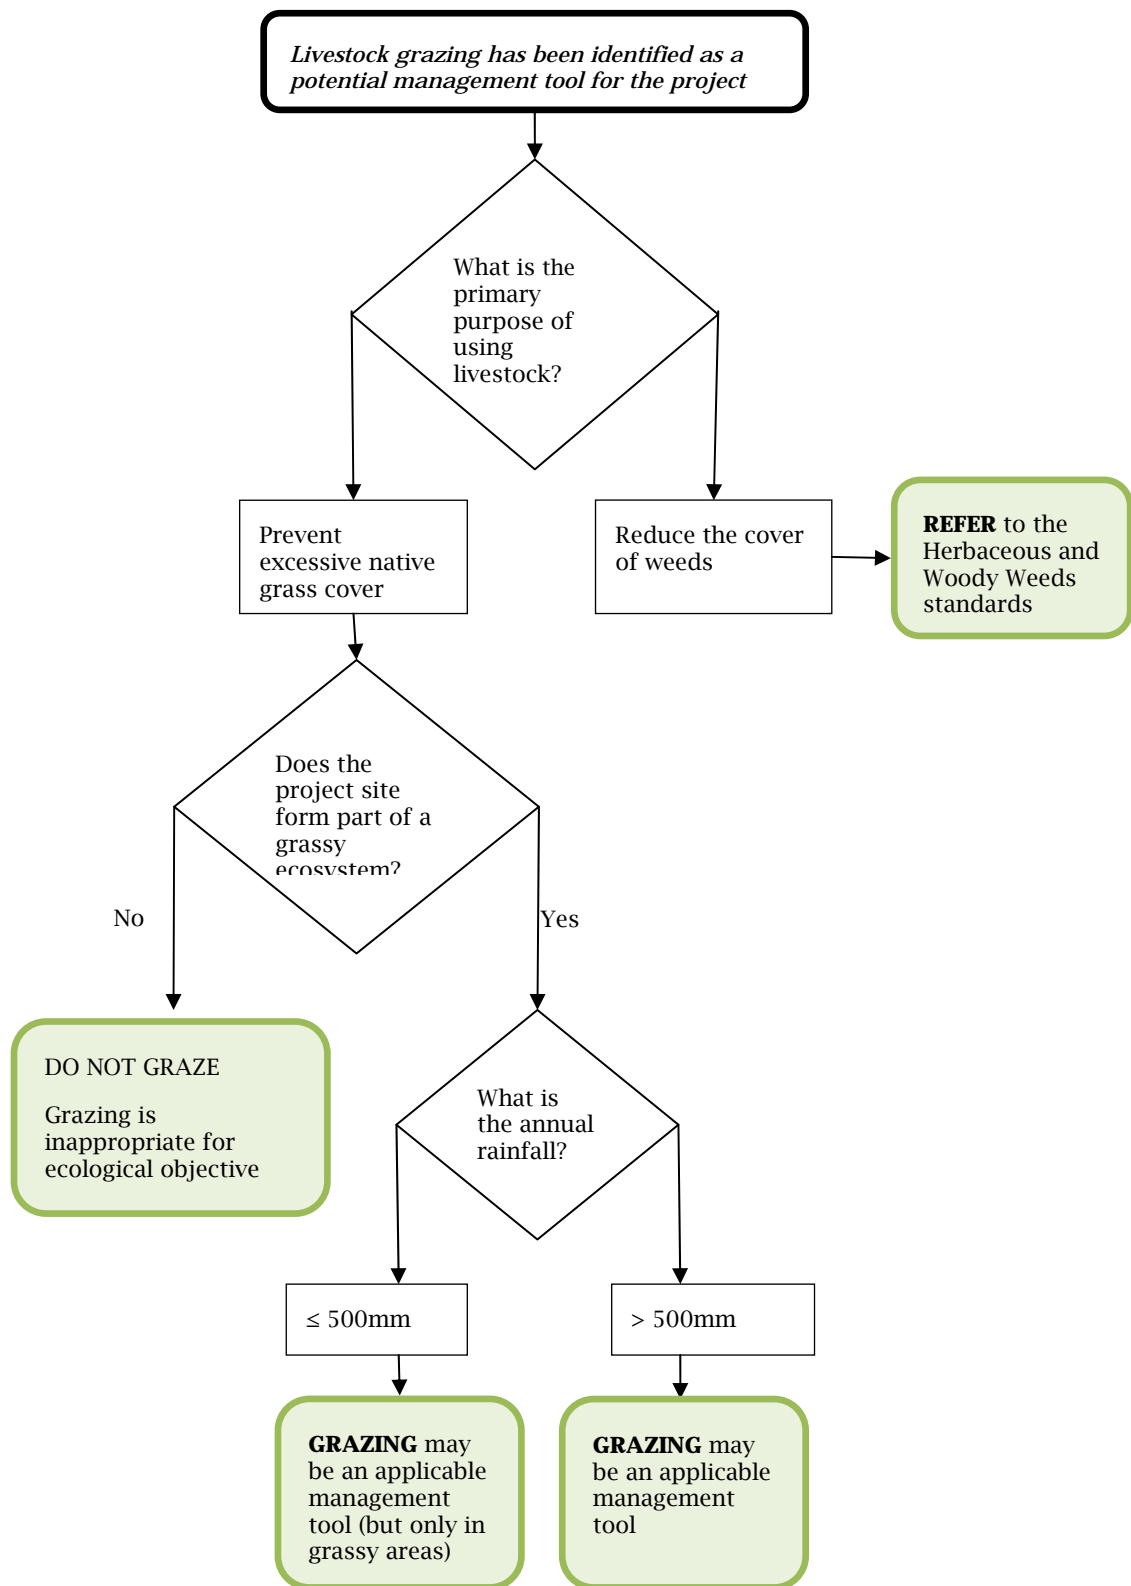 Livestock grazing has been identified as a
potential management tool for the project
What is the
primary
purpose of
using
livestock?
Prevent
excessive native
grass cover
Reduce the cover
of weeds
REFER to the
Herbaceous and
Woody Weeds
standards
Does the
project site
form part of a
grassy
ecosystem?
No
Yes
DO NOT GRAZE
Grazing is
inappropriate for
ecological objective
What is
the annual
rainfall?
≤ 500mm
> 500mm
GRAZING may
be an applicable
management
tool (but only in
grassy areas)
GRAZING may
be an applicable
management
tool